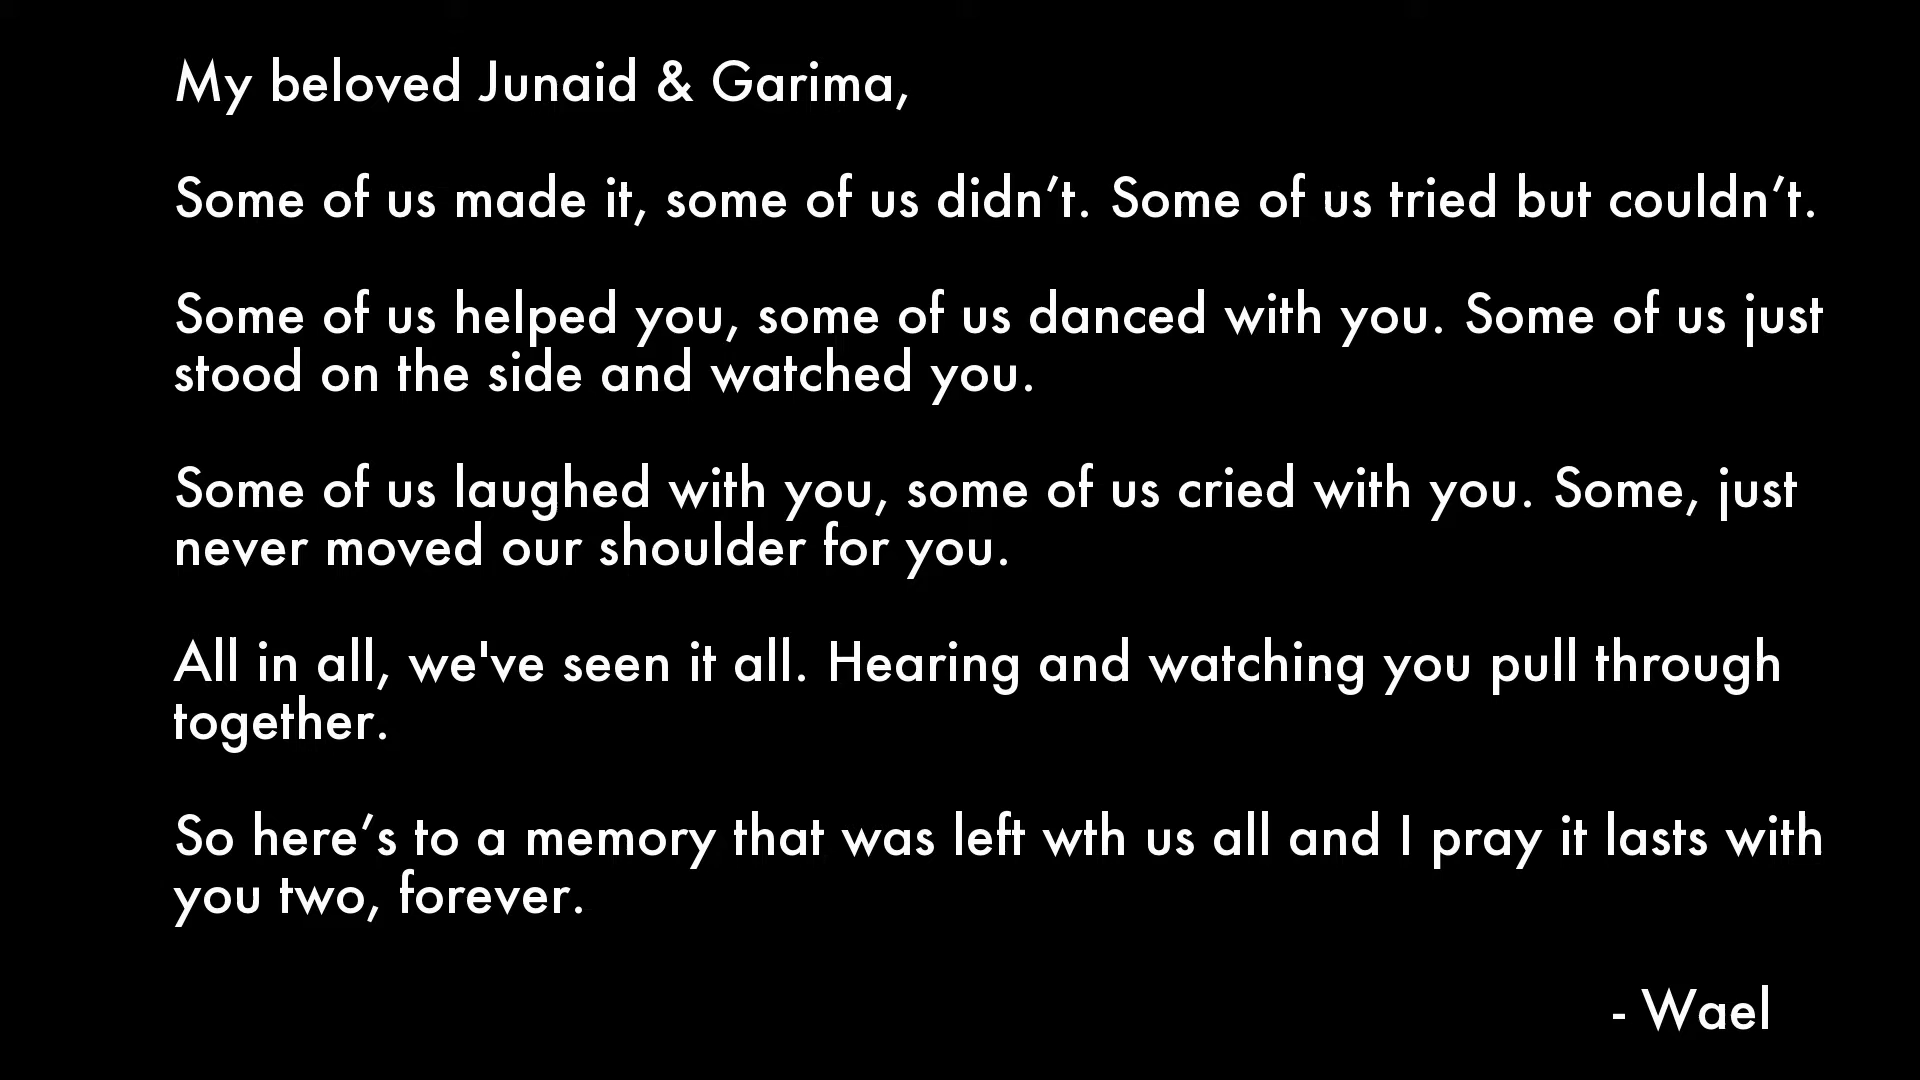 My beloved Junaid & Garima,
Some of us made it, some of us didn’t. Some of us tried but couldn’t.
Some of us helped you, some of us danced with you. Some of us just
stood on the side and watched you.
Some of us laughed with you, some of us cried with you. Some, just
never moved our shoulder for you.
All in all, we've seen it all. Hearing and watching you pull through
together.
So here’s to a memory that was left wth us all and I pray it lasts with
you two, forever.
- Wael